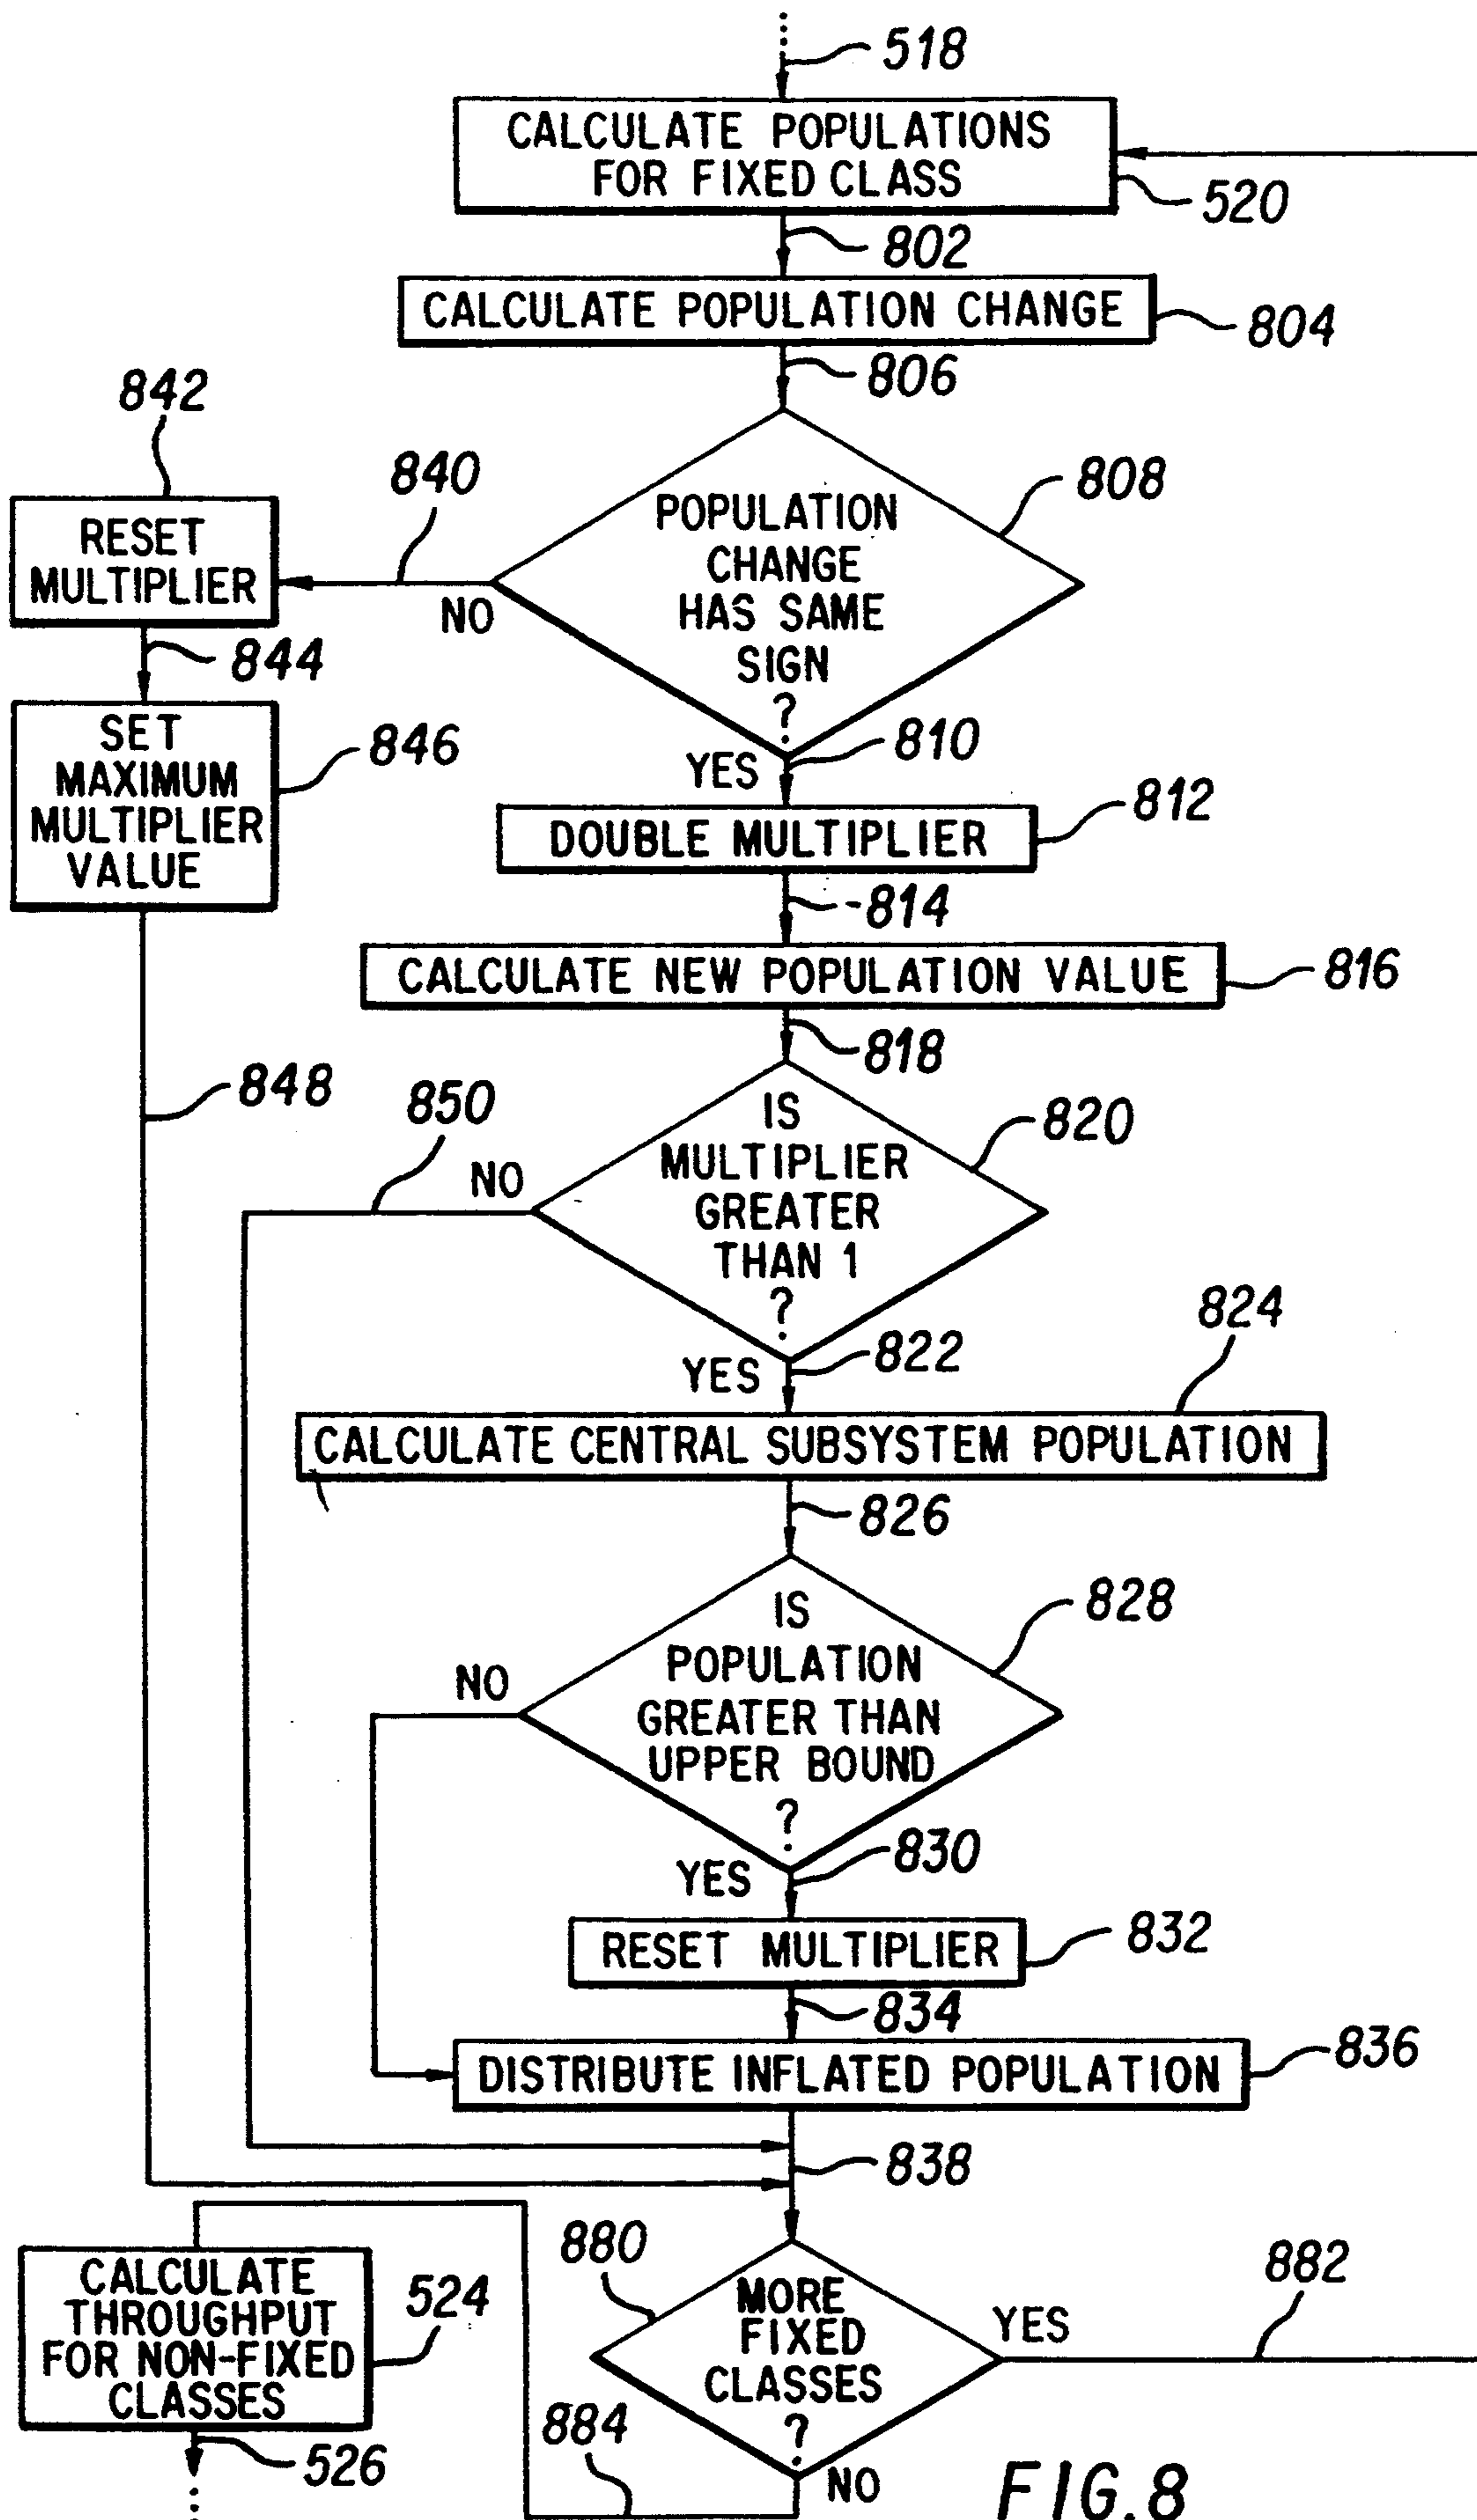 518
CALCULATE POPULATIONS
FOR FIXED CLASS
520
802
CALCULATE POPULATION CHANGE
804
806
842
840
808
RESET
MULTIPLIER
POPULATION
CHANGE
HAS SAME
SIGN
?
NO
844
810
YES
SET
MAXIMUM
MULTIPLIER
VALUE
846
812
DOUBLE MULTIPLIER
814
CALCULATE NEW POPULATION VALUE
816
818
848
850
820
NO
IS
MULTIPLIER
GREATER
THAN 1
?
824
YES
822
CALCULATE CENTRAL SUBSYSTEM POPULATION
826
828
NO
IS
POPULATION
GREATER THAN
UPPER BOUND
?
YES
830
RESET MULTIPLIER
832
834
DISTRIBUTE INFLATED POPULATION
836
838
880
882
CALCULATE
THROUGHPUT
FOR NON-FIXED
CLASSES
524
MORE
FIXED
CLASSES
?
YES
884
526
NO
FIG.8